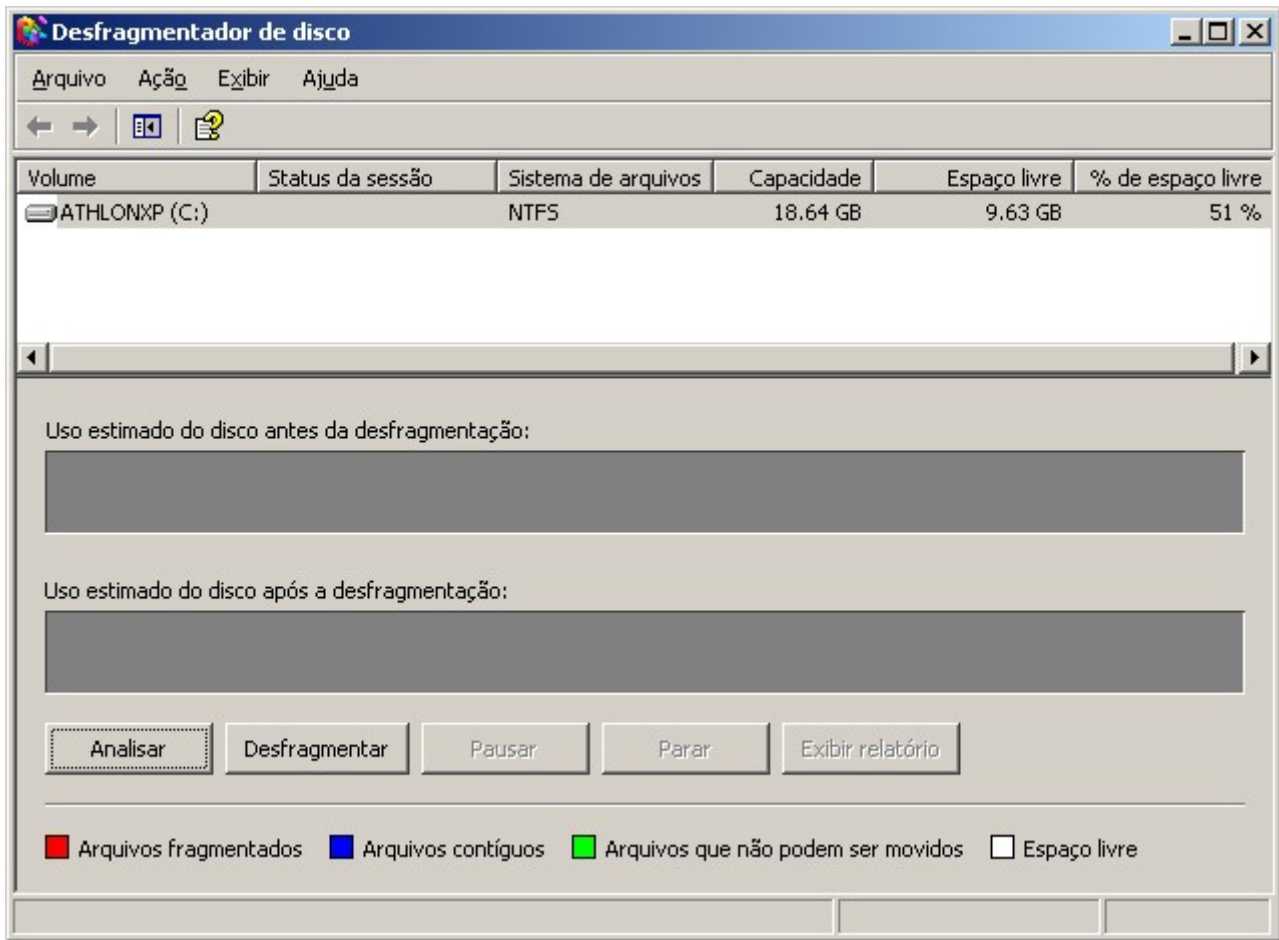 Desfragmentador de disco
Arquivo Ação Exibir Ajuda
Volume Status da sessão Sistema de arquivos Capacidade Espaço livre % de espaço livre
ATHLONXP (C:) NTFS 18.64 GB 9.63 GB 51 %
Uso estimado do disco antes da desfragmentação:
Uso estimado do disco após a desfragmentação:
Analisar Desfragmentar Pausar Parar Exibir relatório
Arquivos fragmentados Arquivos contíguos Arquivos que não podem ser movidos Espaço livre